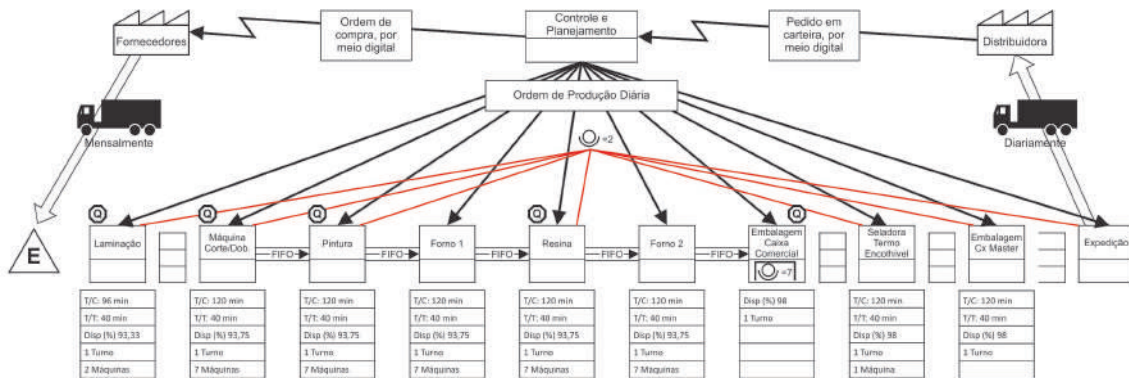 Fornecedores
Ordem de
compra, por
meio digital
Controle e
Planejamento
Pedido em
carteira, por
meio digital
Distribuidora
Ordem de Produção Diária
Mensalmente
=2
Diariamente
Q
Q
Q
Q
Q
E
Laminação
Máquina
Corte/Dob.
FIFO
Pintura
FIFO
Forno 1
FIFO
Resina
FIFO
Forno 2
FIFO
Embalagem
Caixa
Comercial
=7
Seladora
Termo
Encolhível
Embalagem
Cx Master
Expedição
T/C: 96 min
T/T: 40 min
Disp (%) 93,33
1 Turno
2 Máquinas
T/C: 120 min
T/T: 40 min
Disp (%) 93,75
1 Turno
7 Máquinas
T/C: 120 min
T/T: 40 min
Disp (%) 93,75
1 Turno
7 Máquinas
T/C: 120 min
T/T: 40 min
Disp (%) 93,75
1 Turno
7 Máquinas
T/C: 120 min
T/T: 40 min
Disp (%) 93,75
1 Turno
7 Máquinas
T/C: 120 min
T/T: 40 min
Disp (%) 93,75
1 Turno
7 Máquinas
Disp (%) 98
1 Turno
T/C: 120 min
T/T: 40 min
Disp (%) 98
1 Turno
1 Máquina
T/C: 120 min
T/T: 40 min
Disp (%) 98
1 Turno